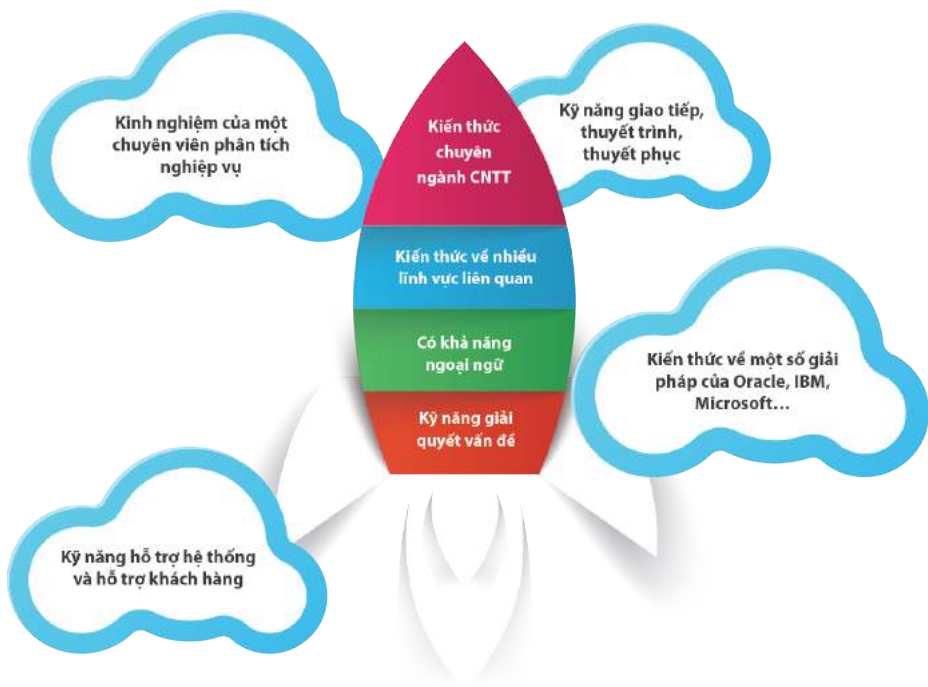 Kinh nghiệm của một
chuyên viên phân tích
nghiệp vụ
Kiến thức
chuyên
ngành CNTT
Kỹ năng giao tiếp,
thuyết trình,
thuyết phục
Kiến thức về nhiều
lĩnh vực liên quan
Có khả năng
ngoại ngữ
Kiến thức về một số giải
pháp của Oracle, IBM,
Microsoft...
Kỹ năng giải
quyết vấn đề
Kỹ năng hỗ trợ hệ thống
và hỗ trợ khách hàng